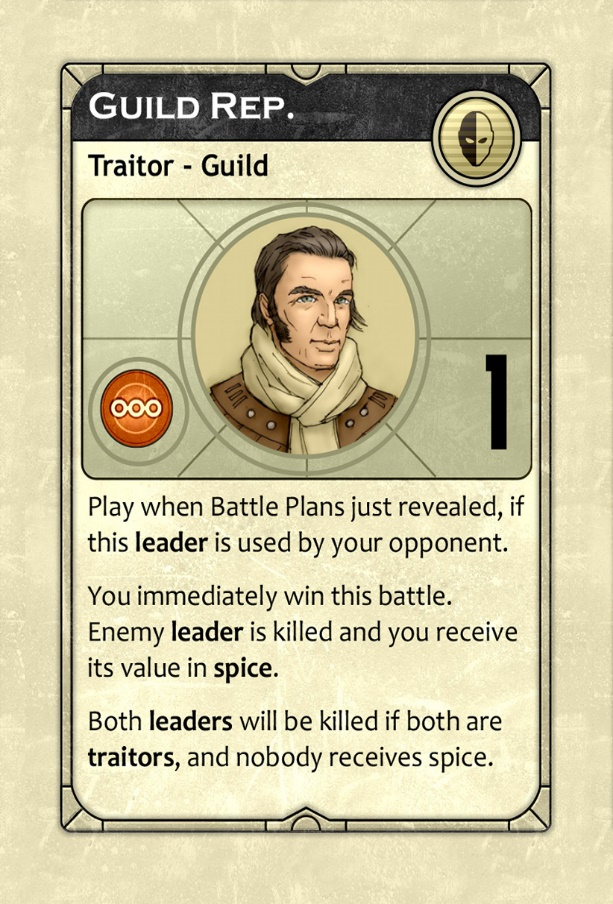 GUILD REP.
Traitor - Guild
1
Play when Battle Plans just revealed, if
this leader is used by your opponent.
You immediately win this battle.
Enemy leader is killed and you receive
its value in spice.
Both leaders will be killed if both are
traitors, and nobody receives spice.